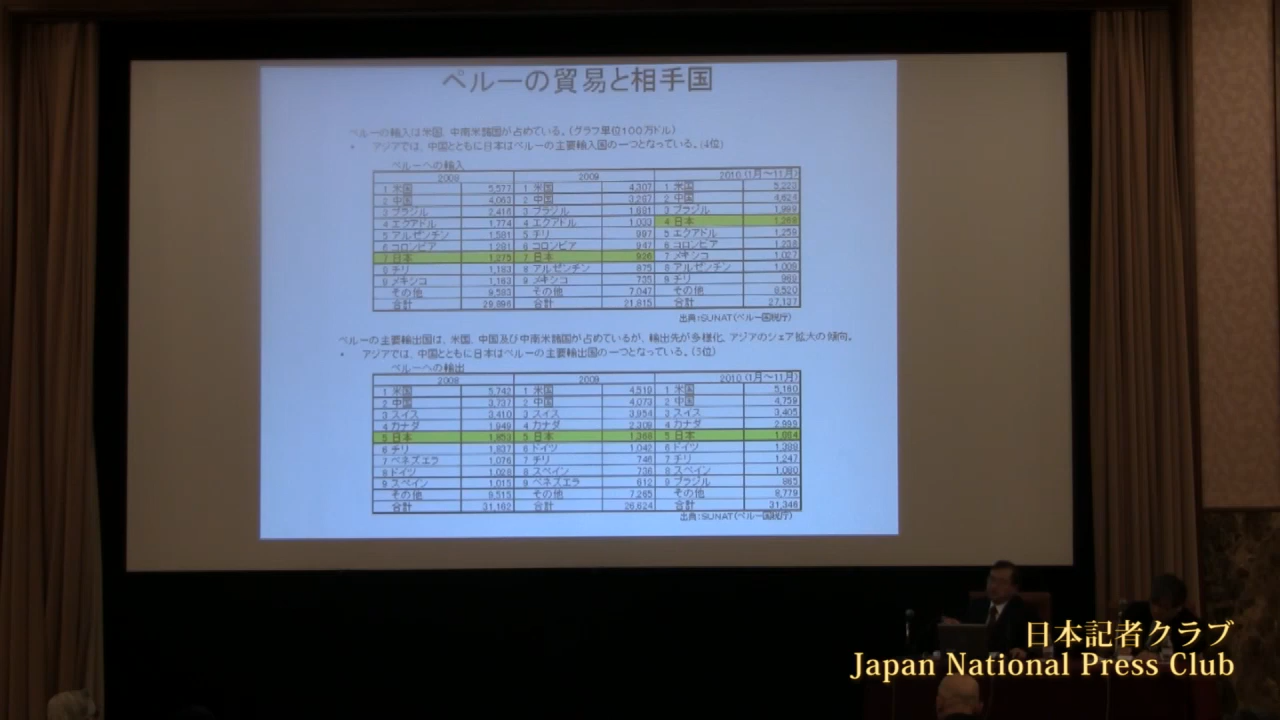 ペルーの貿易と相手国
ペルーの輸入は米国、中南米諸国が占めている。(グラフ単位100万ドル)
• アジアでは、中国とともに日本はペルーの主要輸入国の一つとなっている。(4位)
ペルーへの輸入
2008 2009 2010 (1月~11月)
1 米国 5,577 1 米国 4,307 1 米国 5,223
2 中国 4,063 2 中国 3,267 2 中国 4,624
3 ブラジル 2,416 3 ブラジル 1,681 3 ブラジル 1,999
4 エクアドル 1,774 4 エクアドル 1,033 4 日本
5 アルゼンチン 1,581 5 チリ 997 5 エクアドル 1,259
6 コロンビア 1,281 6 コロンビア 947 6 コロンビア 1,238
7 日本 1,275 7 日本 926 7 メキシコ 1,027
8 チリ 1,183 8 アルゼンチン 875 8 アルゼンチン 1,009
9 メキシコ 1,163 9 メキシコ 735 9 チリ 969
その他 9,583 その他 7,047 その他 8,520
合計 29,896 合計 21,815 合計 27,137
出典:SUNAT(ペルー国税庁)
ペルーの主要輸出国は、米国、中国及び中南米諸国が占めているが、輸出先が多様化、アジアのシェア拡大の傾向。
• アジアでは、中国とともに日本はペルーの主要輸出国の一つとなっている。(5位)
ペルーへの輸出
2008 2009 2010 (1月~11月)
1 米国 5,742 1 米国 4,519 1 米国 5,160
2 中国 3,737 2 中国 4,073 2 中国 4,759
3 スイス 3,410 3 スイス 3,954 3 スイス 3,405
4 カナダ 1,949 4 カナダ 2,309 4 カナダ 2,999
5 日本 1,853 5 日本 1,368 5 日本 1,664
6 チリ 1,837 6 ドイツ 1,042 6 ドイツ 1,388
7 ベネズエラ 1,076 7 チリ 746 7 チリ 1,247
8 ドイツ 1,028 8 スペイン 736 8 スペイン 1,080
9 スペイン 1,015 9 ベネズエラ 612 9 ブラジル 865
その他 9,515 その他 7,265 その他 8,779
合計 31,162 合計 26,624 合計 31,346
出典:SUNAT(ペルー国税庁)
日本記者クラブ
Japan National Press Club